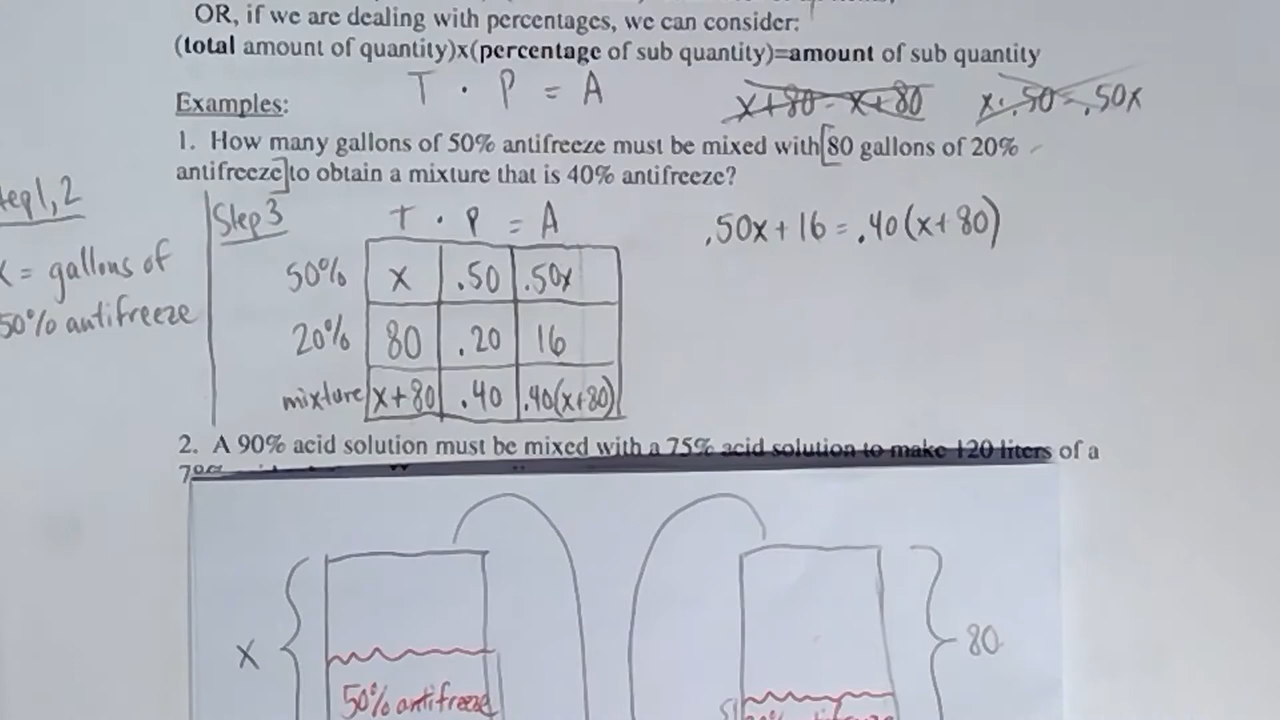 OR, if we are dealing with percentages, we can consider:
(total amount of quantity)x(percentage of sub quantity)=amount of sub quantity
T · P = A
x+80 = x+80
x · .50 = .50x
Examples:
1. How many gallons of 50% antifreeze must be mixed with [80 gallons of 20%
antifreeze] to obtain a mixture that is 40% antifreeze?
tep 1, 2
x = gallons of
50% antifreeze
Step 3
T · P = A
50% x .50 .50x
20% 80 .20 16
mixture x+80 .40 .40(x+80)
.50x + 16 = .40(x+80)
2. A 90% acid solution must be mixed with a 75% acid solution to make 120 liters of a
x
50% antifreeze
80